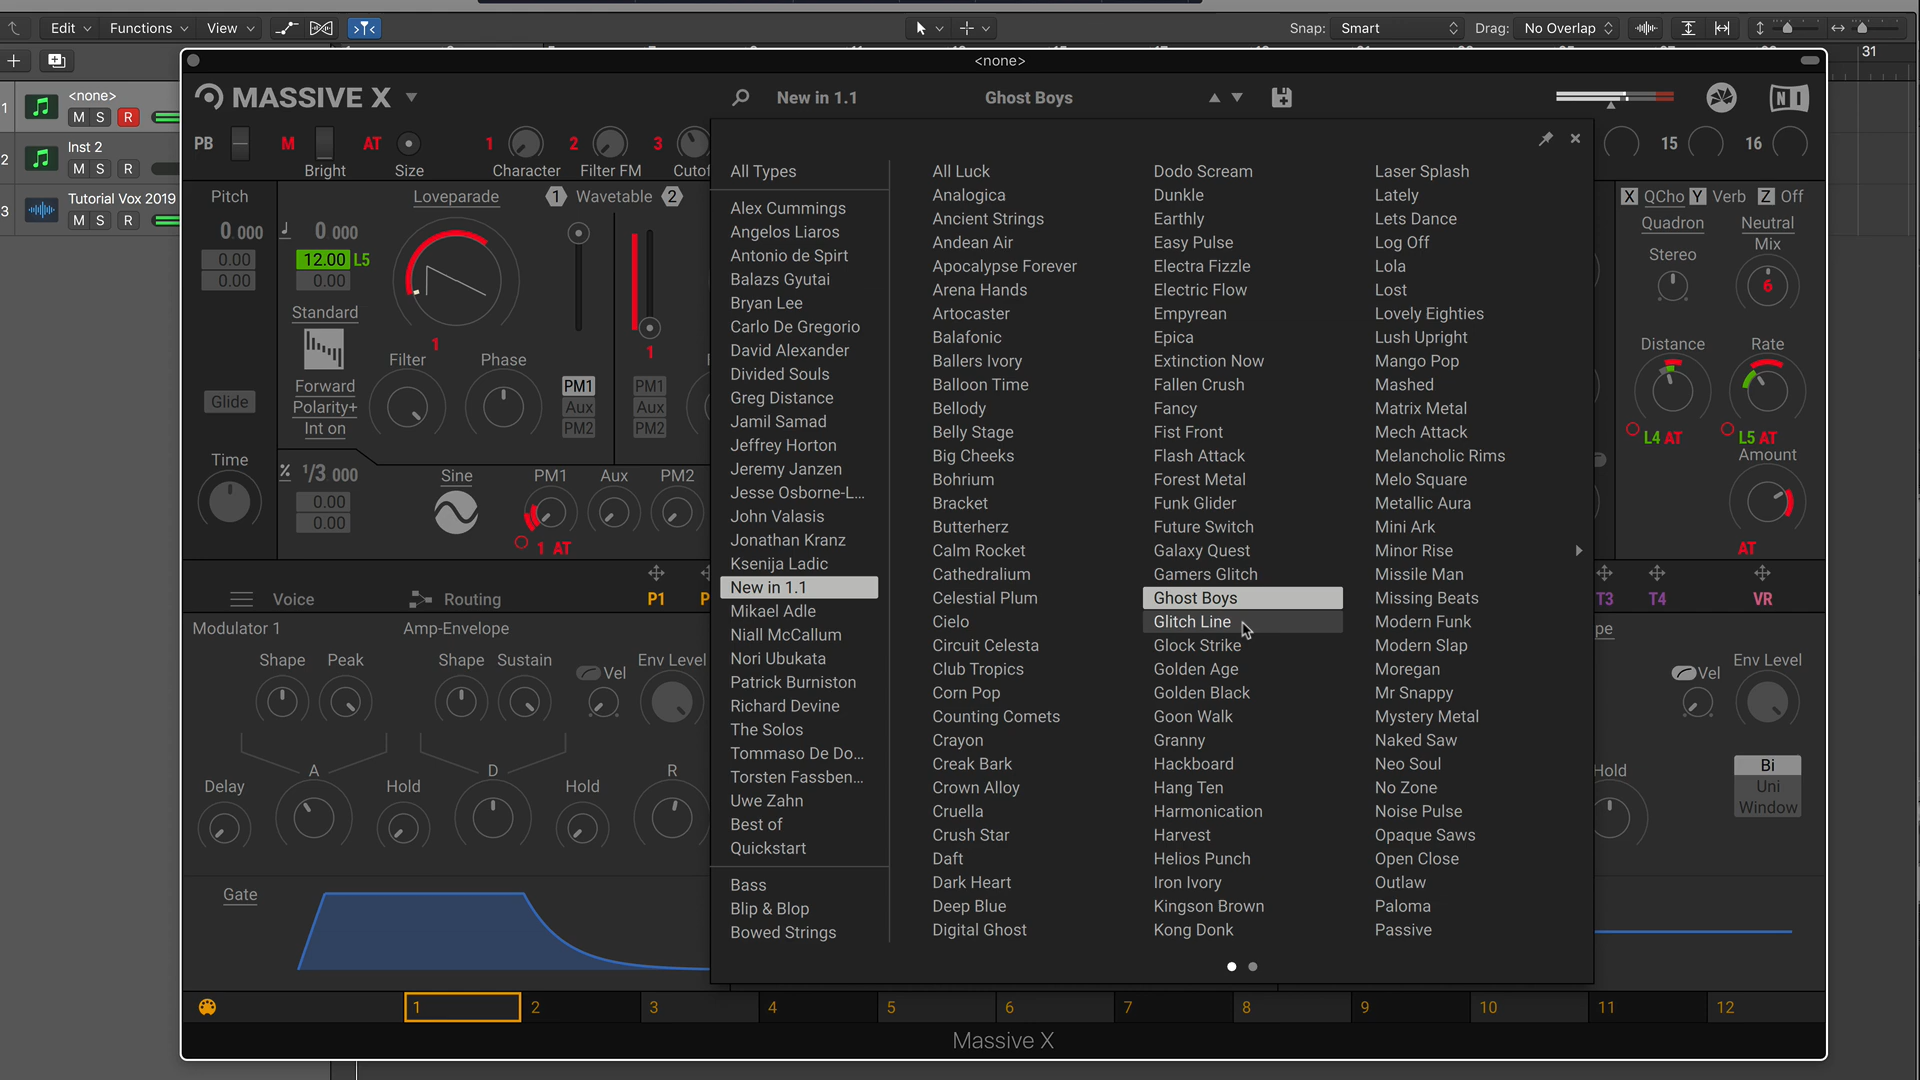 Edit Functions View Snap: Smart Drag: No Overlap
31
<none>
MASSIVE X New in 1.1 Ghost Boys NI
1 <none>
M S R
2 Inst 2
M S R
3 Tutorial Vox 2019
M S R
PB M AT 1 2 3 15 16
Bright Size Character Filter FM
Pitch Loveparade 1 Wavetable 2
0.000 0 000
0.00 12.00 L5
0.00 0.00
Standard
1 1
Filter Phase
Forward PM1 PM1
Glide Polarity+ Aux Aux
Int on PM2 PM2
Time 1/3 000 Sine PM1 Aux PM2
0.00
0.00
1 AT
Voice Routing P1
Modulator 1 Amp-Envelope
Shape Peak Shape Sustain Vel Env Level
Delay A Hold D Hold R
Gate
All Types
Alex Cummings
Angelos Liaros
Antonio de Spirt
Balazs Gyutai
Bryan Lee
Carlo De Gregorio
David Alexander
Divided Souls
Greg Distance
Jamil Samad
Jeffrey Horton
Jeremy Janzen
Jesse Osborne-L...
John Valasis
Jonathan Kranz
Ksenija Ladic
New in 1.1
Mikael Adle
Niall McCallum
Nori Ubukata
Patrick Burniston
Richard Devine
The Solos
Tommaso De Do...
Torsten Fassben...
Uwe Zahn
Best of
Quickstart
Bass
Blip & Blop
Bowed Strings
All Luck
Analogica
Ancient Strings
Andean Air
Apocalypse Forever
Arena Hands
Artocaster
Balafonic
Ballers Ivory
Balloon Time
Bellody
Belly Stage
Big Cheeks
Bohrium
Bracket
Butterherz
Calm Rocket
Cathedralium
Celestial Plum
Cielo
Circuit Celesta
Club Tropics
Corn Pop
Counting Comets
Crayon
Creak Bark
Crown Alloy
Cruella
Crush Star
Daft
Dark Heart
Deep Blue
Digital Ghost
Dodo Scream
Dunkle
Earthly
Easy Pulse
Electra Fizzle
Electric Flow
Empyrean
Epica
Extinction Now
Fallen Crush
Fancy
Fist Front
Flash Attack
Forest Metal
Funk Glider
Future Switch
Galaxy Quest
Gamers Glitch
Ghost Boys
Glitch Line
Glock Strike
Golden Age
Golden Black
Goon Walk
Granny
Hackboard
Hang Ten
Harmonication
Harvest
Helios Punch
Iron Ivory
Kingson Brown
Kong Donk
Laser Splash
Lately
Lets Dance
Log Off
Lola
Lost
Lovely Eighties
Lush Upright
Mango Pop
Mashed
Matrix Metal
Mech Attack
Melancholic Rims
Melo Square
Metallic Aura
Mini Ark
Minor Rise
Missile Man
Missing Beats
Modern Funk
Modern Slap
Moregan
Mr Snappy
Mystery Metal
Naked Saw
Neo Soul
No Zone
Noise Pulse
Opaque Saws
Open Close
Outlaw
Paloma
Passive
X QCho Y Verb Z Off
Quadron Neutral
Stereo Mix
6
Distance Rate
L4 AT L5 AT
Amount
AT
T3 T4 VR
Vel Env Level
Hold Bi
Uni
Window
1 2 3 4 5 6 7 8 9 10 11 12
Massive X